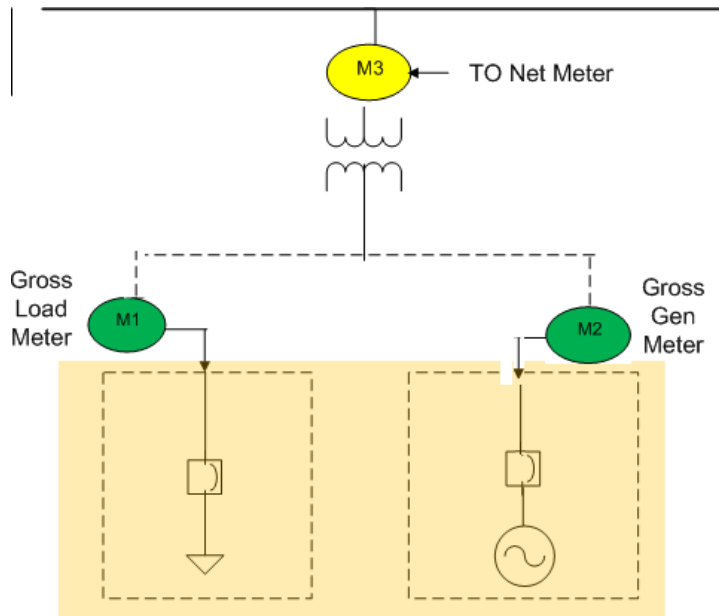 M3
TO Net Meter
Gross
Load
Meter
M1
M2
Gross
Gen
Meter